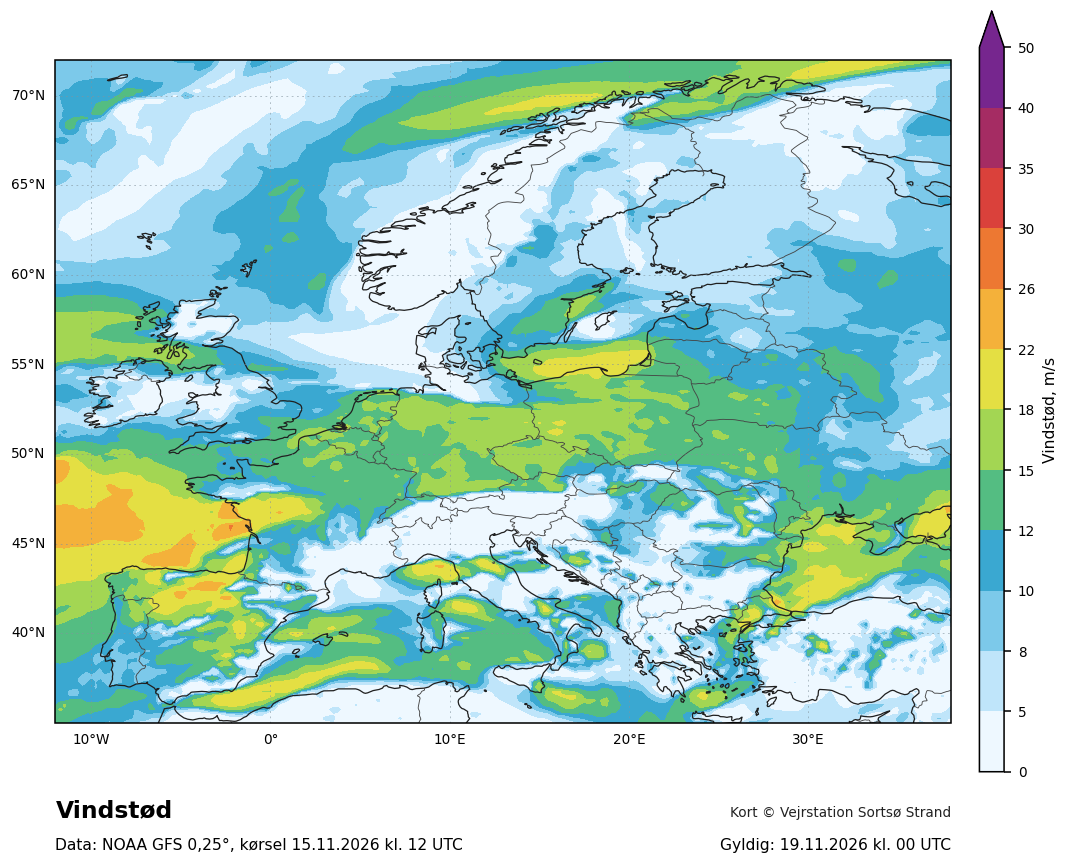 50
40
35
30
26
22
18
15
12
10
8
5
0
Vindstød, m/s
70°N
65°N
60°N
55°N
50°N
45°N
40°N
10°W
0°
10°E
20°E
30°E
Vindstød
Kort © Vejrstation Sortsø Strand
Data: NOAA GFS 0,25°, kørsel 15.11.2026 kl. 12 UTC
Gyldig: 19.11.2026 kl. 00 UTC